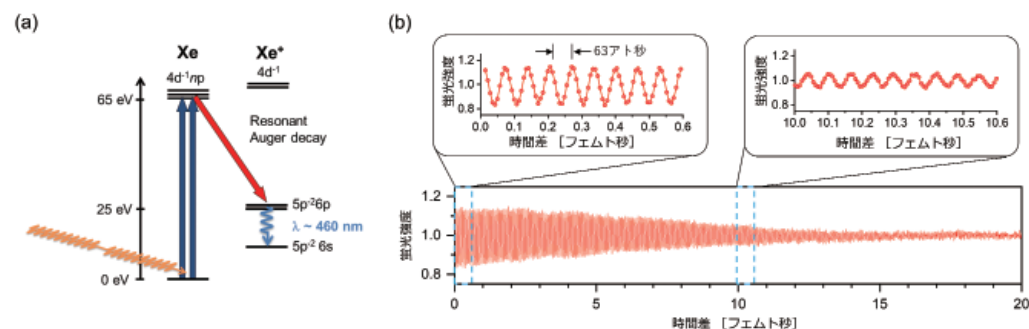 (a)
Xe
Xe⁺
4d⁻¹np
4d⁻¹
65 eV
Resonant
Auger decay
25 eV
5p⁻²6p
λ ~ 460 nm
5p⁻² 6s
0 eV
(b)
蛍光強度
1.2
1.0
0.8
63アト秒
0.0 0.1 0.2 0.3 0.4 0.5 0.6
時間差 [フェムト秒]
蛍光強度
1.2
1.0
0.8
10.0 10.1 10.2 10.3 10.4 10.5 10.6
時間差 [フェムト秒]
蛍光強度
1.2
1.0
0.8
0 5 10 15 20
時間差 [フェムト秒]